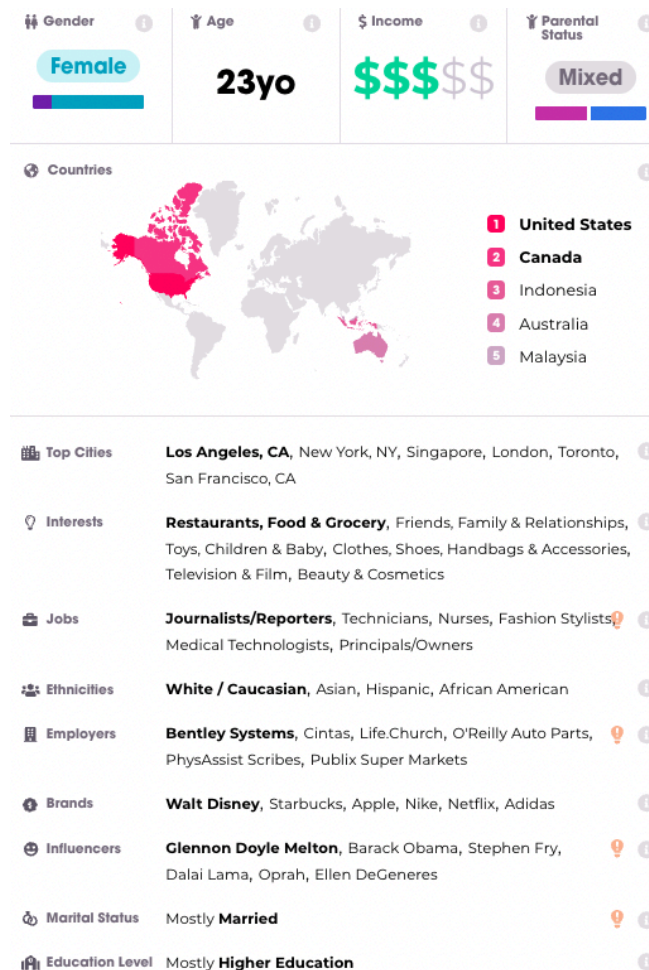 Gender
Age
$ Income
Parental
Status
Female
23yo
$$$$$
Mixed
Countries
1 United States
2 Canada
3 Indonesia
4 Australia
5 Malaysia
Top Cities Los Angeles, CA, New York, NY, Singapore, London, Toronto,
San Francisco, CA
Interests Restaurants, Food & Grocery, Friends, Family & Relationships,
Toys, Children & Baby, Clothes, Shoes, Handbags & Accessories,
Television & Film, Beauty & Cosmetics
Jobs Journalists/Reporters, Technicians, Nurses, Fashion Stylists,
Medical Technologists, Principals/Owners
Ethnicities White / Caucasian, Asian, Hispanic, African American
Employers Bentley Systems, Cintas, Life.Church, O'Reilly Auto Parts,
PhysAssist Scribes, Publix Super Markets
Brands Walt Disney, Starbucks, Apple, Nike, Netflix, Adidas
Influencers Glennon Doyle Melton, Barack Obama, Stephen Fry,
Dalai Lama, Oprah, Ellen DeGeneres
Marital Status Mostly Married
Education Level Mostly Higher Education